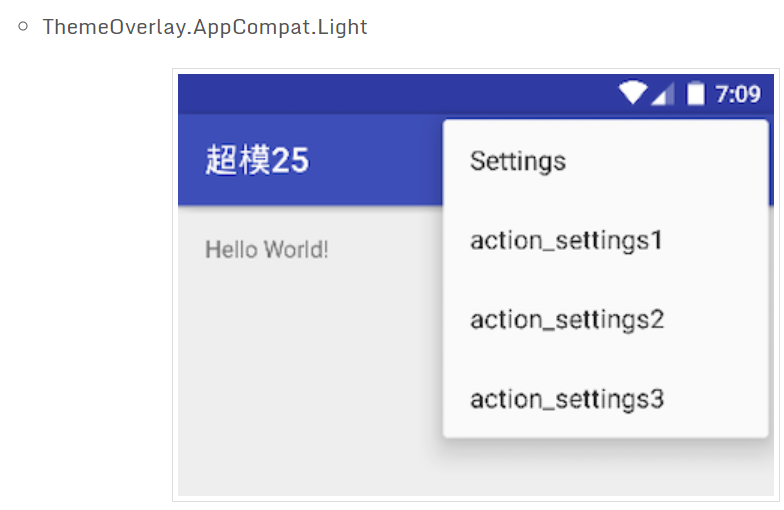 ThemeOverlay.AppCompat.Light
7:09
超模25
Settings
Hello World!
action_settings1
action_settings2
action_settings3